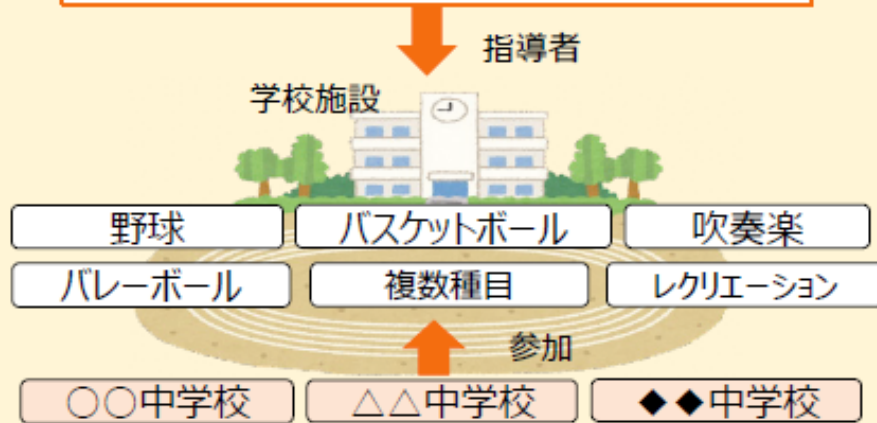 指導者
学校施設
野球
バスケットボール
吹奏楽
バレーボール
複数種目
レクリエーション
参加
○○中学校
△△中学校
◆◆中学校